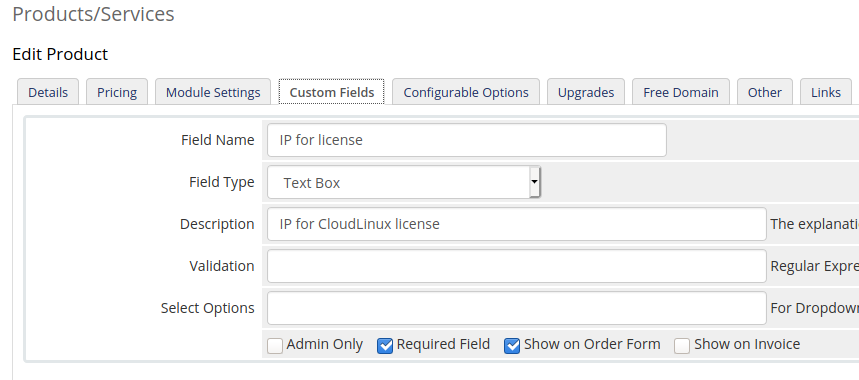 Products/Services
Edit Product
Details Pricing Module Settings Custom Fields Configurable Options Upgrades Free Domain Other Links
Field Name IP for license
Field Type Text Box
Description IP for CloudLinux license The explanati
Validation Regular Expre
Select Options For Dropdown
Admin Only Required Field Show on Order Form Show on Invoice